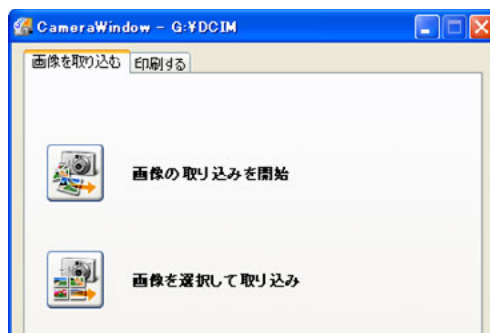 CameraWindow - G:¥DCIM
画像を取り込む 印刷する
画像の取り込みを開始
画像を選択して取り込み